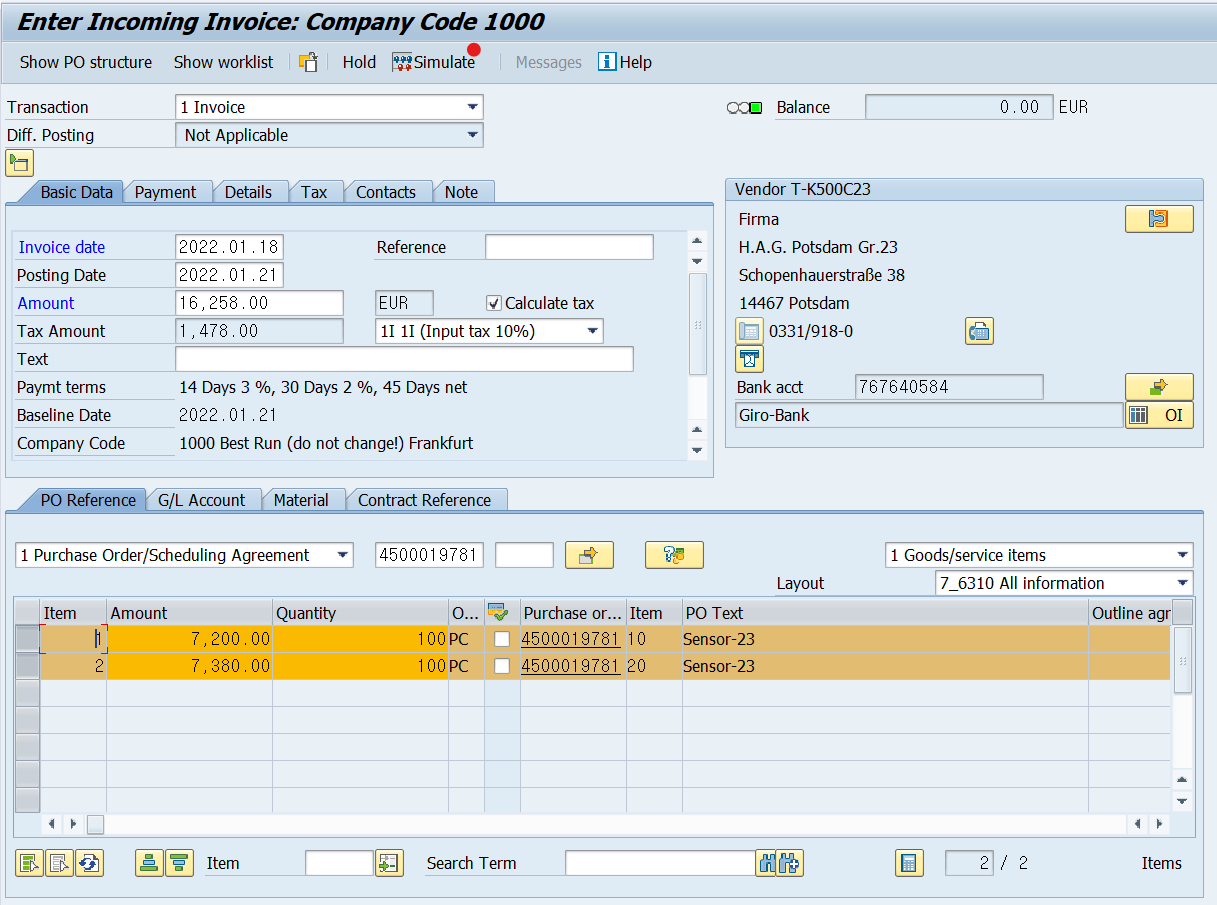 Enter Incoming Invoice: Company Code 1000
Show PO structure Show worklist Hold Simulate Messages Help
Transaction 1 Invoice Balance 0.00 EUR
Diff. Posting Not Applicable
Basic Data Payment Details Tax Contacts Note
Invoice date 2022.01.18 Reference
Posting Date 2022.01.21
Amount 16,258.00 EUR Calculate tax
Tax Amount 1,478.00 1I 1I (Input tax 10%)
Text
Paymt terms 14 Days 3 %, 30 Days 2 %, 45 Days net
Baseline Date 2022.01.21
Company Code 1000 Best Run (do not change!) Frankfurt
Vendor T-K500C23
Firma
H.A.G. Potsdam Gr.23
Schopenhauerstraße 38
14467 Potsdam
0331/918-0
Bank acct 767640584
Giro-Bank OI
PO Reference G/L Account Material Contract Reference
1 Purchase Order/Scheduling Agreement 4500019781 1 Goods/service items
Layout 7_6310 All information
Item Amount Quantity O... Purchase or... Item PO Text Outline agr
1 7,200.00 100 PC 4500019781 10 Sensor-23
2 7,380.00 100 PC 4500019781 20 Sensor-23
Item Search Term 2 / 2 Items